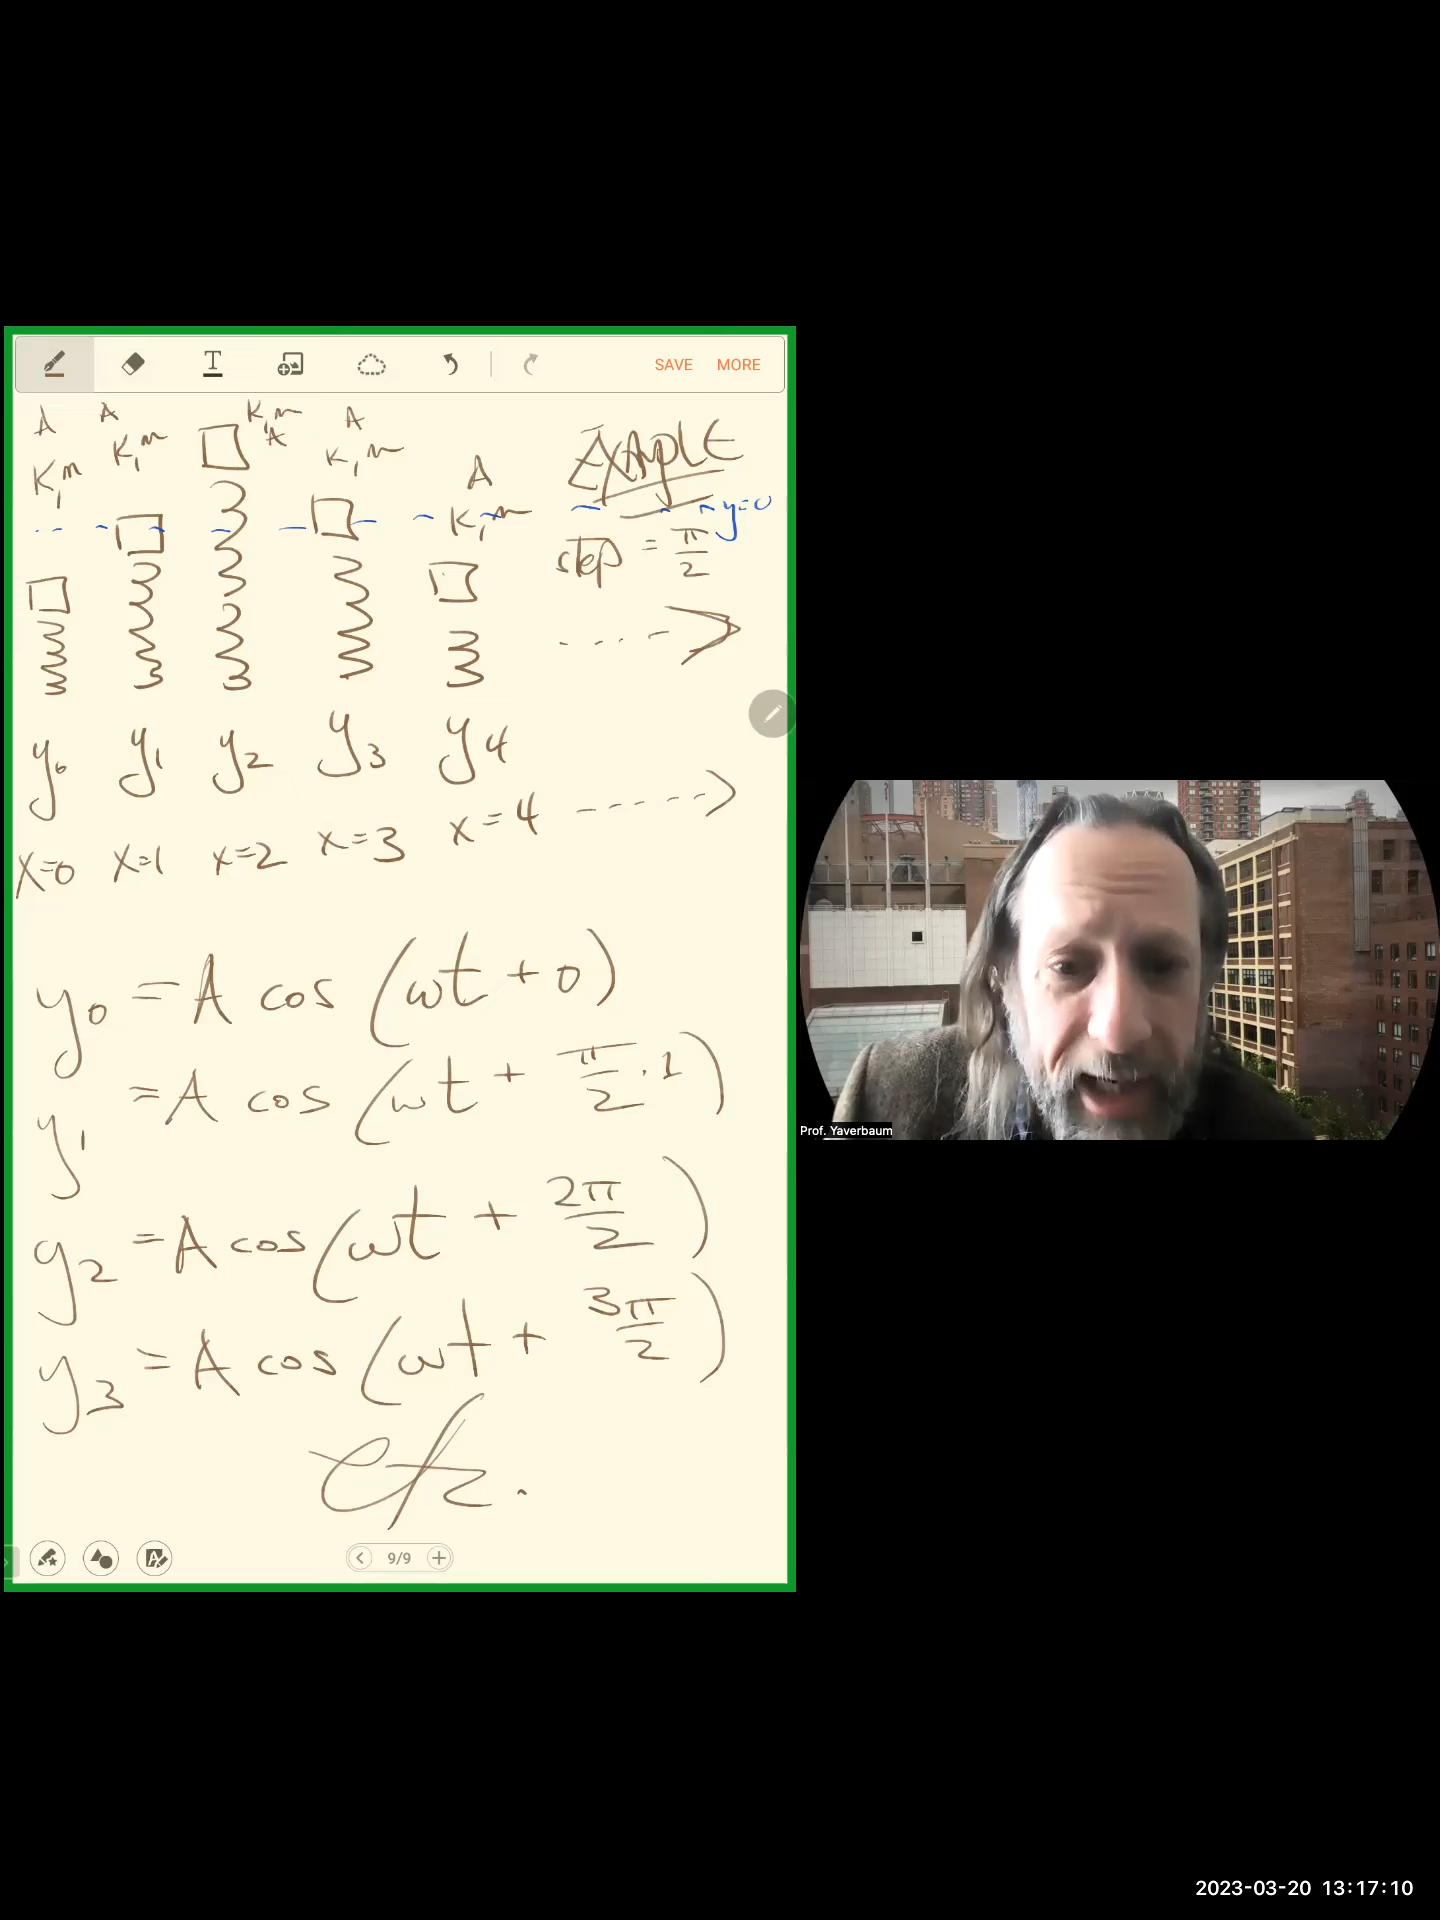 SAVE MORE
A A K,m A
K,m K,m A K,m A
K,m
EXAPLE
y=0
step = π/2
y0 y1 y2 y3 y4
x=0 x=1 x=2 x=3 x=4 ----->
y0 = A cos (ωt + 0)
y1 = A cos (ωt + π/2 · 1)
y2 = A cos (ωt + 2π/2)
y3 = A cos (ωt + 3π/2)
etc.
9/9
Prof. Yaverbaum
2023-03-20 13:17:10